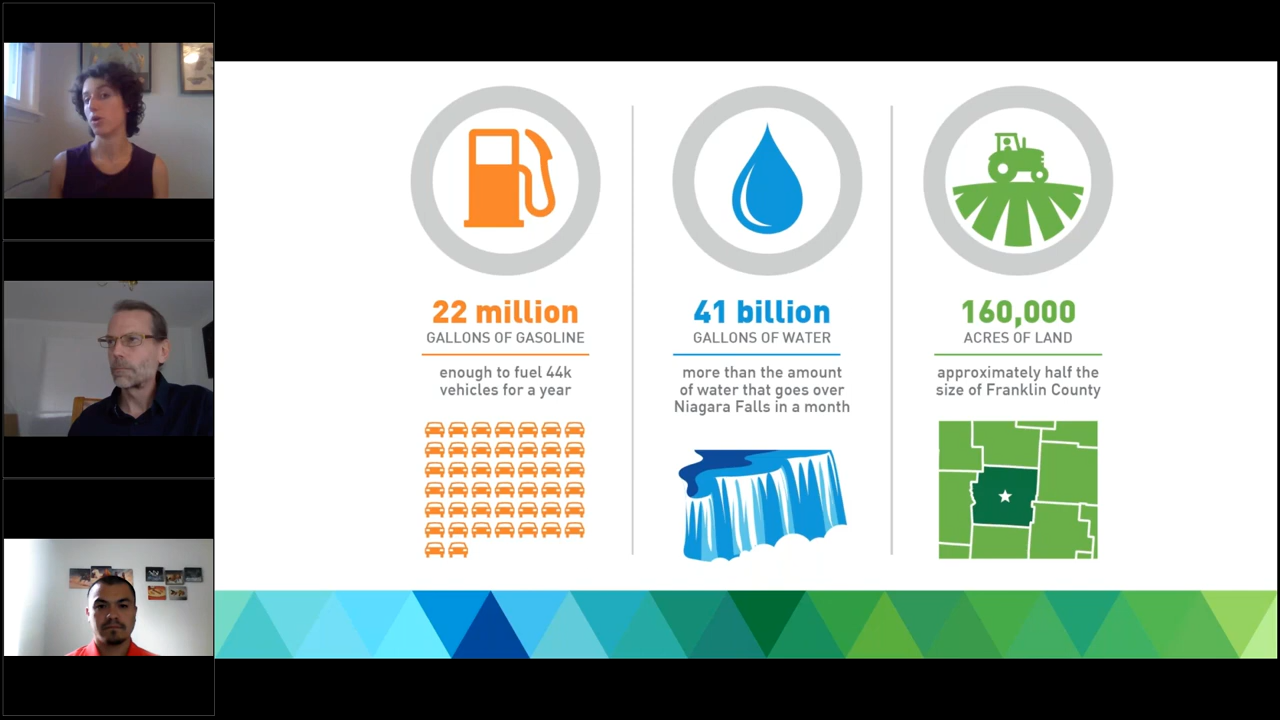 22 million
GALLONS OF GASOLINE
enough to fuel 44k
vehicles for a year
41 billion
GALLONS OF WATER
more than the amount
of water that goes over
Niagara Falls in a month
160,000
ACRES OF LAND
approximately half the
size of Franklin County